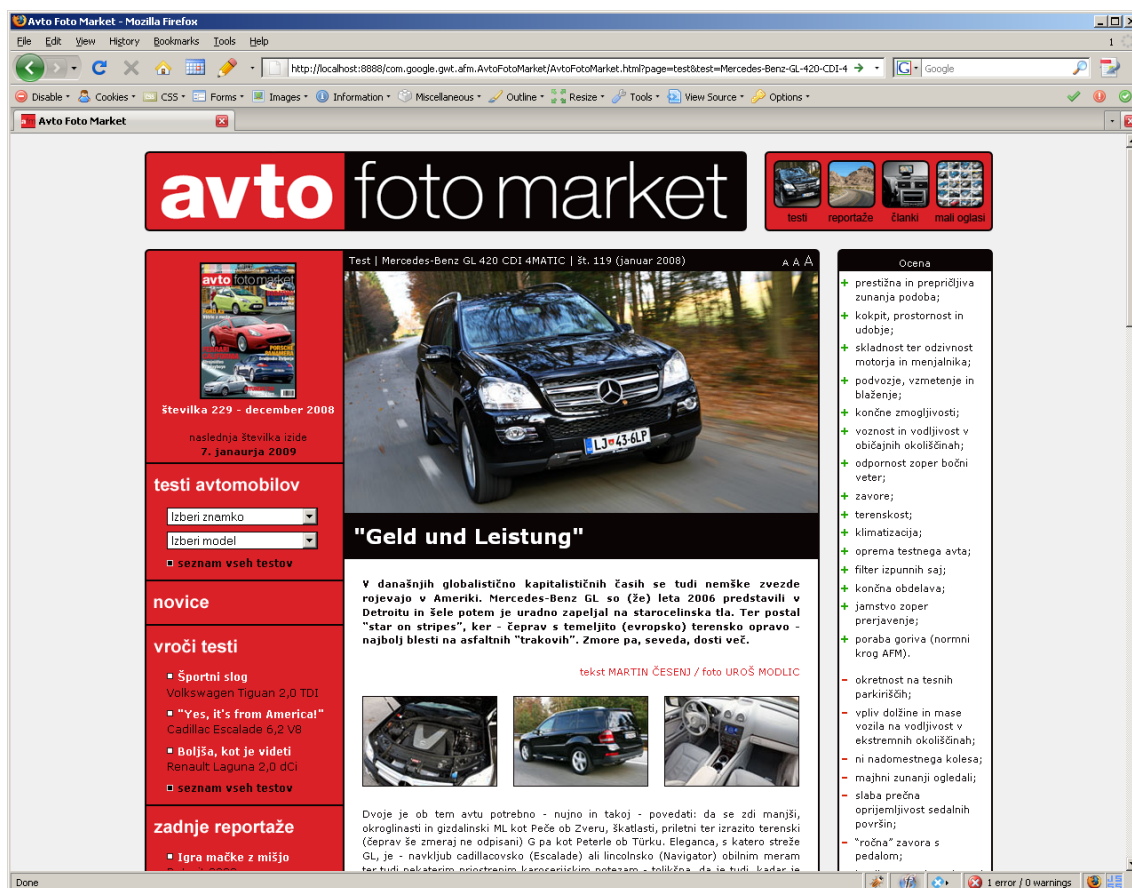 Avto Foto Market - Mozilla Firefox
File Edit View History Bookmarks Tools Help
1
http://localhost:8888/com.google.gwt.afm.AvtoFotoMarket/AvtoFotoMarket.html?page=test&test=Mercedes-Benz-GL-420-CDI-4
Google
Disable Cookies CSS Forms Images Information Miscellaneous Outline Resize Tools View Source Options
Avto Foto Market
avto foto market
testi reportaže članki mali oglasi
avto foto market
številka 229 - december 2008
naslednja številka izide
7. janaurja 2009
testi avtomobilov
Izberi znamko
Izberi model
seznam vseh testov
novice
vroči testi
Športni slog
Volkswagen Tiguan 2,0 TDI
"Yes, it's from America!"
Cadillac Escalade 6,2 V8
Boljša, kot je videti
Renault Laguna 2,0 dCi
seznam vseh testov
zadnje reportaže
Igra mačke z mišjo
Test | Mercedes-Benz GL 420 CDI 4MATIC | št. 119 (januar 2008)
A A A
LJ 43-6LP
"Geld und Leistung"
V današnjih globalistično kapitalističnih časih se tudi nemške zvezde
rojevajo v Ameriki. Mercedes-Benz GL so (že) leta 2006 predstavili v
Detroitu in šele potem je uradno zapeljal na starocelinska tla. Ter postal
"star on stripes", ker - čeprav s temeljito (evropsko) terensko opravo -
najbolj blesti na asfaltnih "trakovih". Zmore pa, seveda, dosti več.
tekst MARTIN ČESENJ / foto UROŠ MODLIC
Dvoje je ob tem avtu potrebno - nujno in takoj - povedati: da se zdi manjši,
okroglinasti in gizdalinski ML kot Peče ob Zveru, škatlasti, priletni ter izrazito terenski
(čeprav še zmeraj ne odpisani) G pa kot Peterle ob Türku. Eleganca, s katero streže
GL, je - navkljub cadillacovsko (Escalade) ali lincolnsko (Navigator) obilnim meram
ter tudi nekaterim priostrenim karoserijskim potezam - tolikšna, da je tudi, kadar je
Ocena
+ prestižna in prepričljiva
zunanja podoba;
+ kokpit, prostornost in
udobje;
+ skladnost ter odzivnost
motorja in menjalnika;
+ podvozje, vzmetenje in
blaženje;
+ končne zmogljivosti;
+ voznost in vodljivost v
običajnih okoliščinah;
+ odpornost zoper bočni
veter;
+ zavore;
+ terenskost;
+ klimatizacija;
+ oprema testnega avta;
+ filter izpunnih saj;
+ končna obdelava;
+ jamstvo zoper
prerjavenje;
+ poraba goriva (normni
krog AFM).
- okretnost na tesnih
parkiriščih;
- vpliv dolžine in mase
vozila na vodljivost v
ekstremnih okoliščinah;
- ni nadomestnega kolesa;
- majhni zunanji ogledali;
- slaba prečna
oprijemljivost sedalnih
površin;
- "ročna" zavora s
pedalom;
Done
1 error / 0 warnings